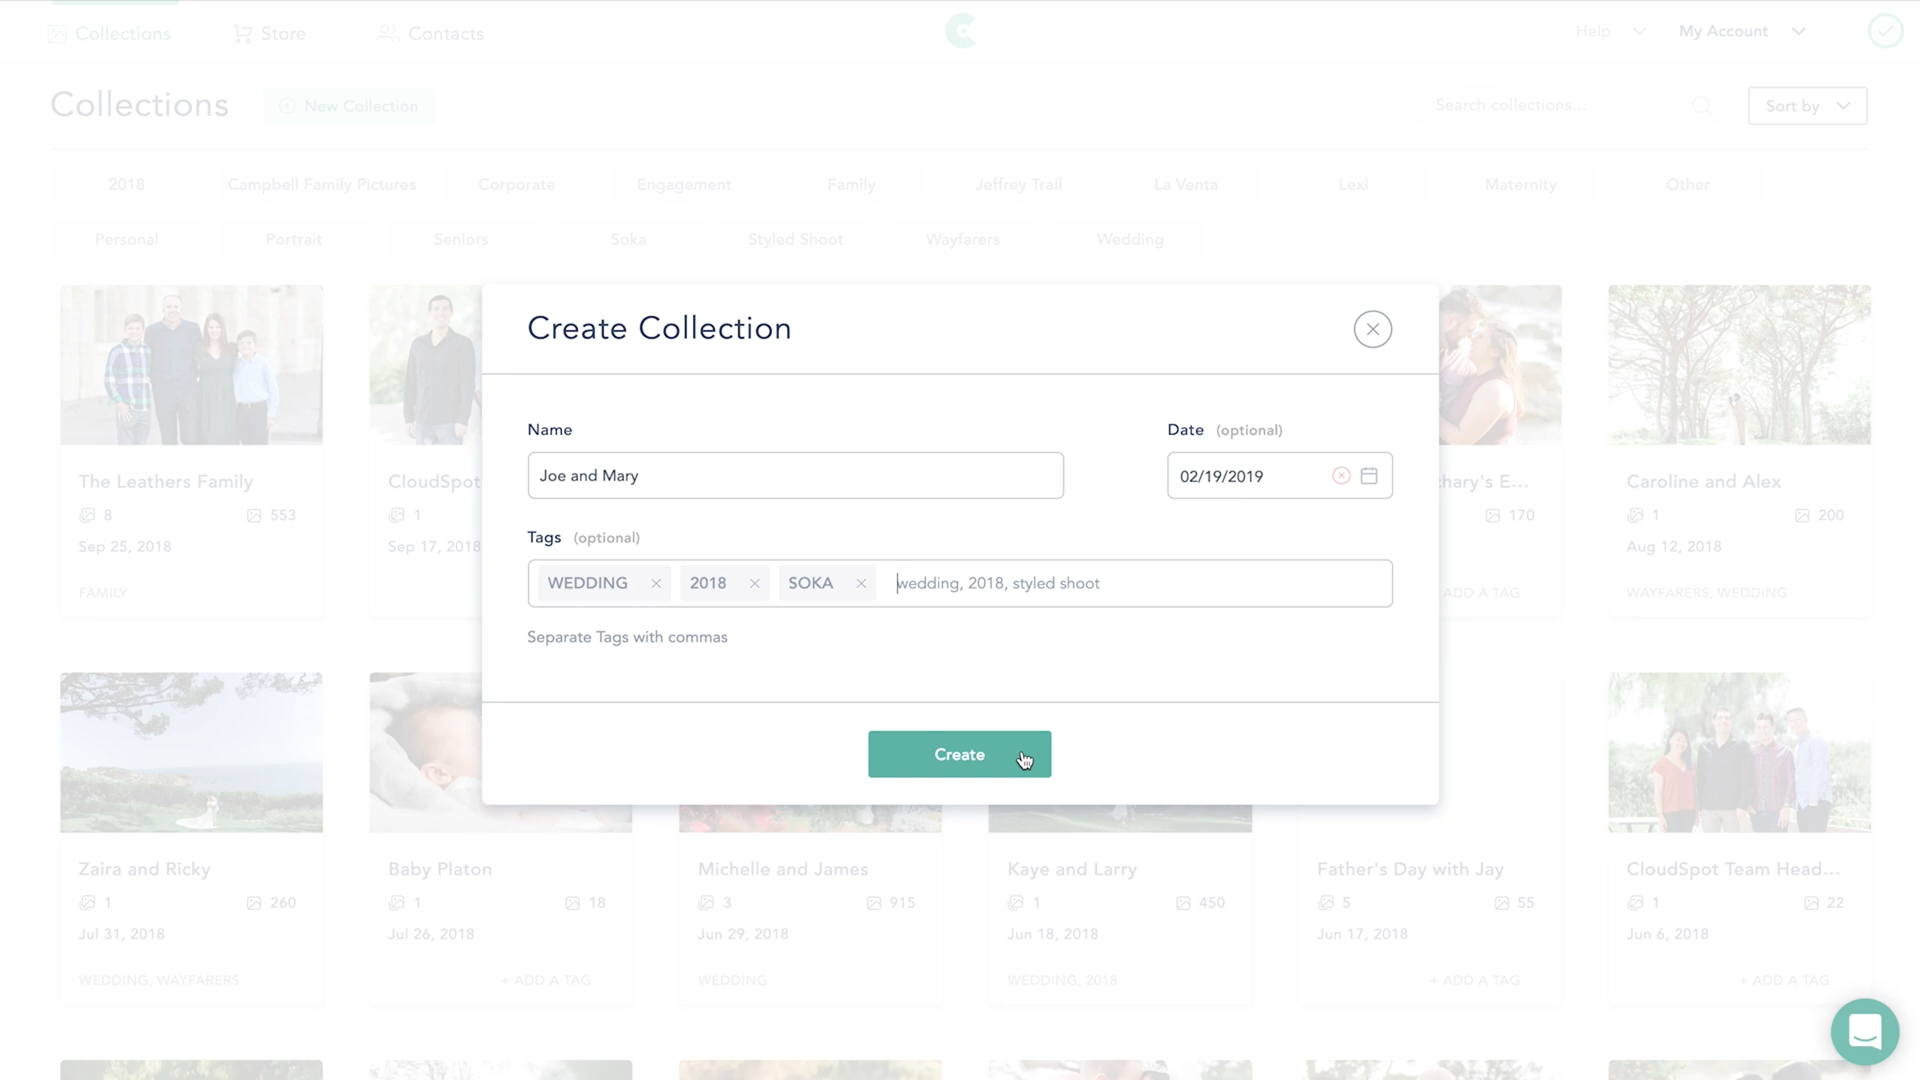 Collections
Store
Contacts
Help
My Account
Collections
New Collection
Search collections...
Sort by
2018
Campbell Family Pictures
Corporate
Engagement
Family
Jeffrey Trail
La Venta
Lexi
Maternity
Other
Personal
Portrait
Seniors
Soka
Styled Shoot
Wayfarers
Wedding
Create Collection
Name
Date (optional)
Joe and Mary
02/19/2019
Tags (optional)
WEDDING
2018
SOKA
wedding, 2018, styled shoot
Separate Tags with commas
Create
The Leathers Family
8
553
Sep 25, 2018
FAMILY
CloudSpot
1
Sep 17, 2018
hary's E...
170
ADD A TAG
Caroline and Alex
1
200
Aug 12, 2018
WAYFARERS, WEDDING
Zaira and Ricky
1
260
Jul 31, 2018
WEDDING, WAYFARERS
Baby Platon
1
18
Jul 26, 2018
+ ADD A TAG
Michelle and James
3
915
Jun 29, 2018
WEDDING
Kaye and Larry
1
450
Jun 18, 2018
WEDDING, 2018
Father's Day with Jay
5
55
Jun 17, 2018
+ ADD A TAG
CloudSpot Team Head...
1
22
Jun 6, 2018
+ ADD A TAG